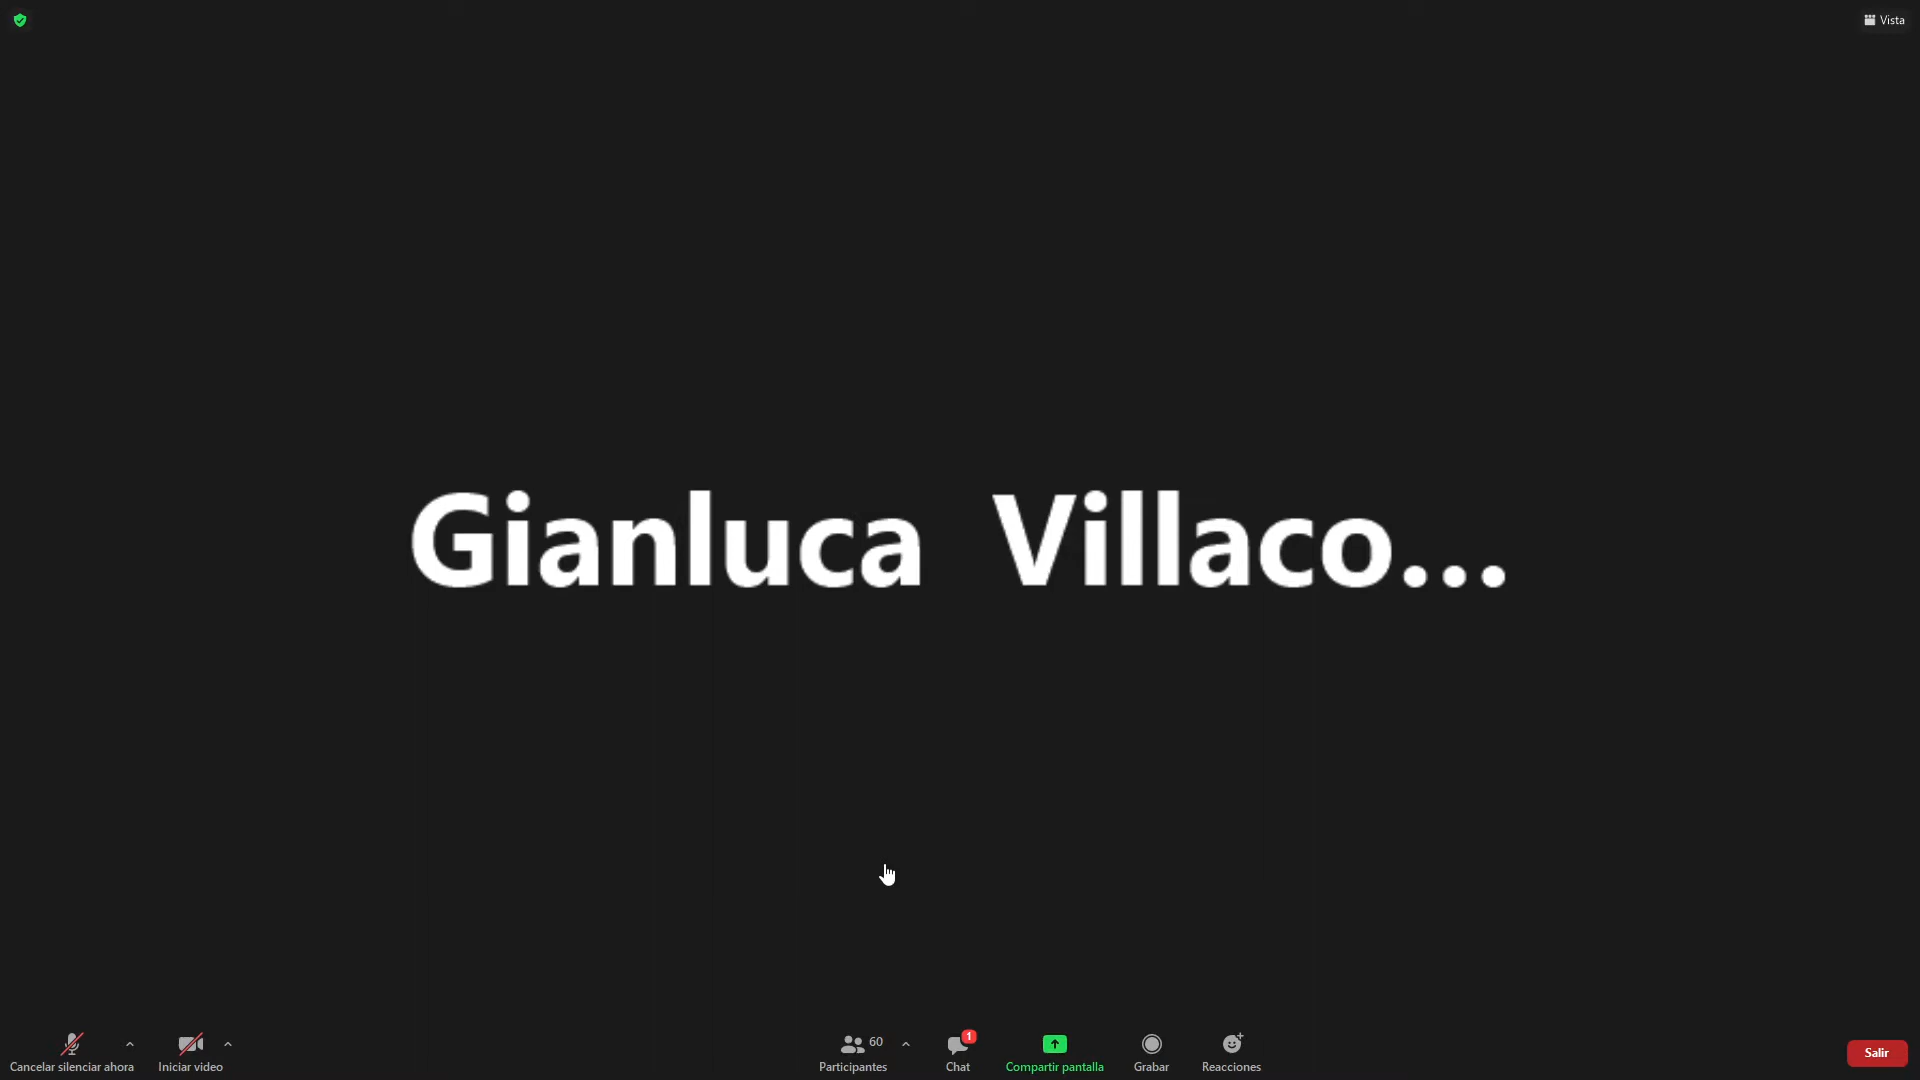 Vista
Gianluca Villaco...
60
1
Cancelar silenciar ahora
Iniciar video
Participantes
Chat
Compartir pantalla
Grabar
Reacciones
Salir